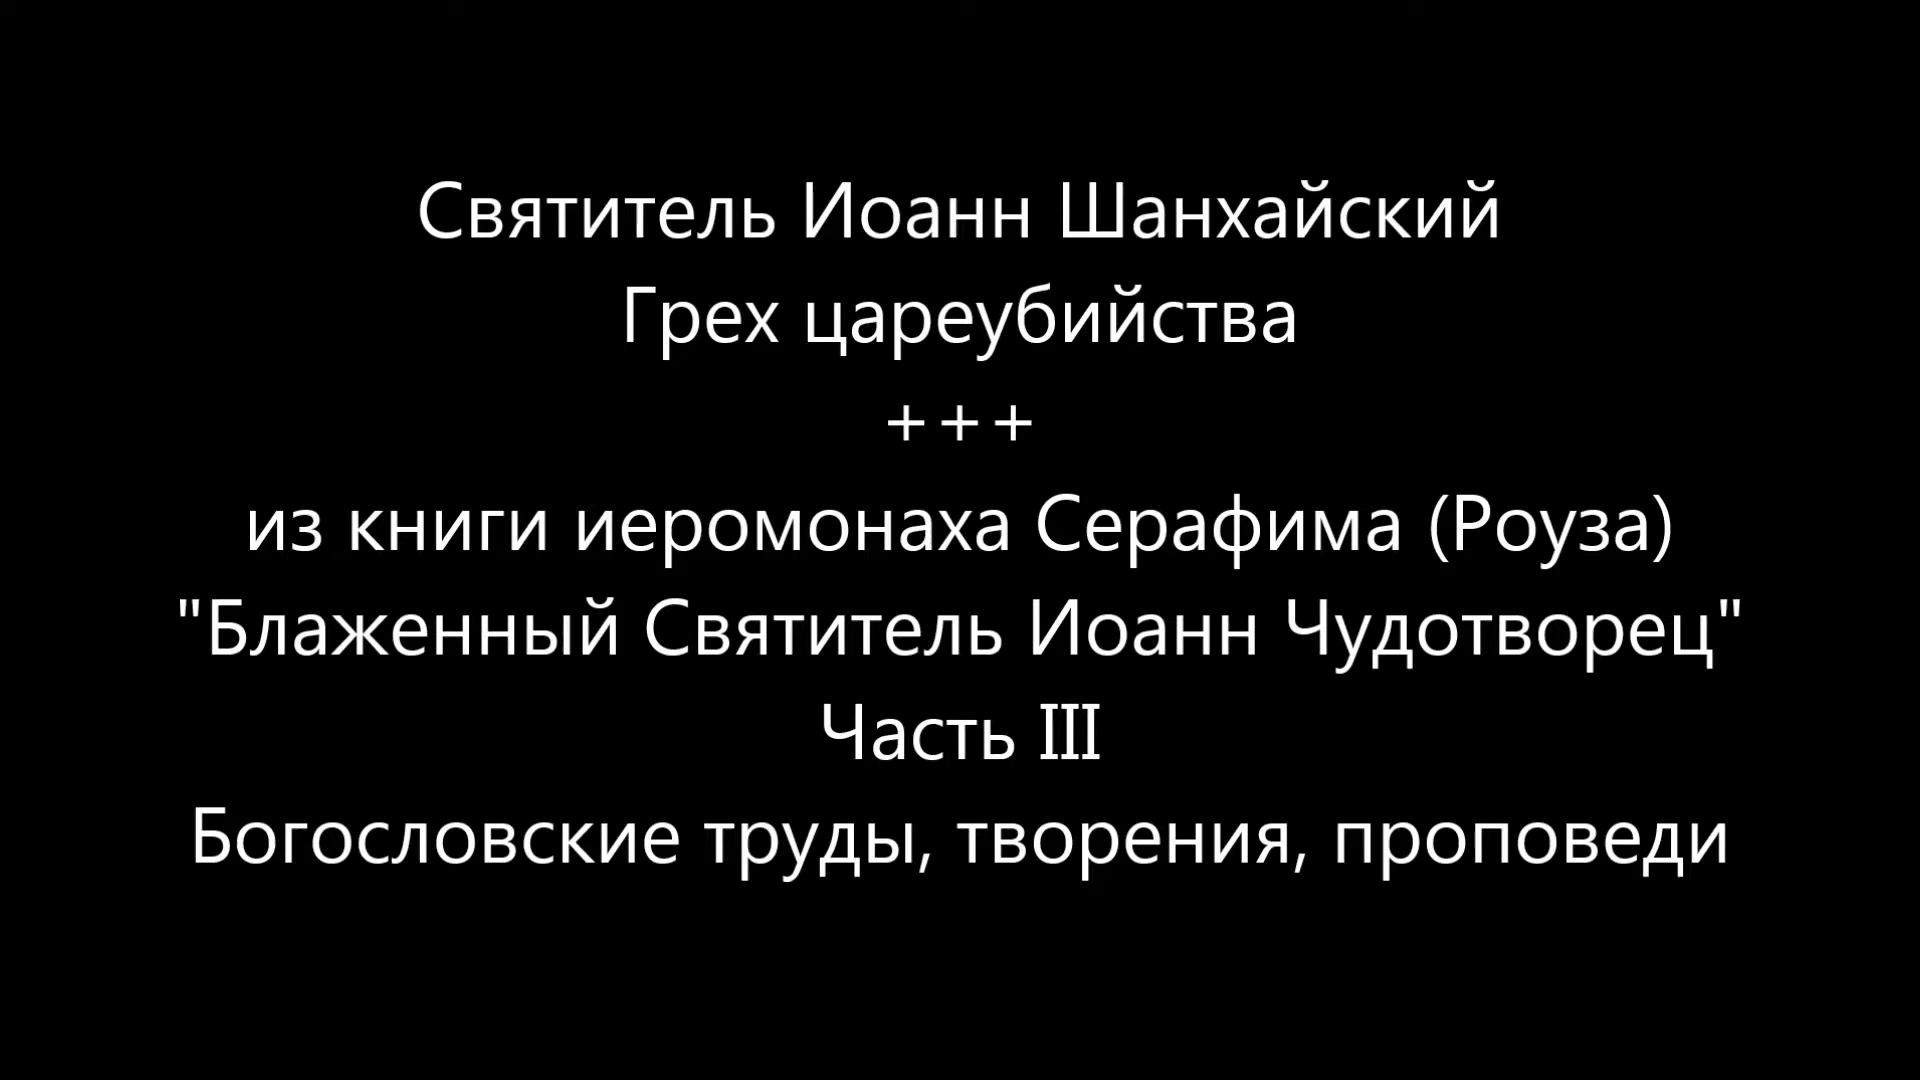 Святитель Иоанн Шанхайский
Грех цареубийства
+++
из книги иеромонаха Серафима (Роуза)
"Блаженный Святитель Иоанн Чудотворец"
Часть III
Богословские труды, творения, проповеди